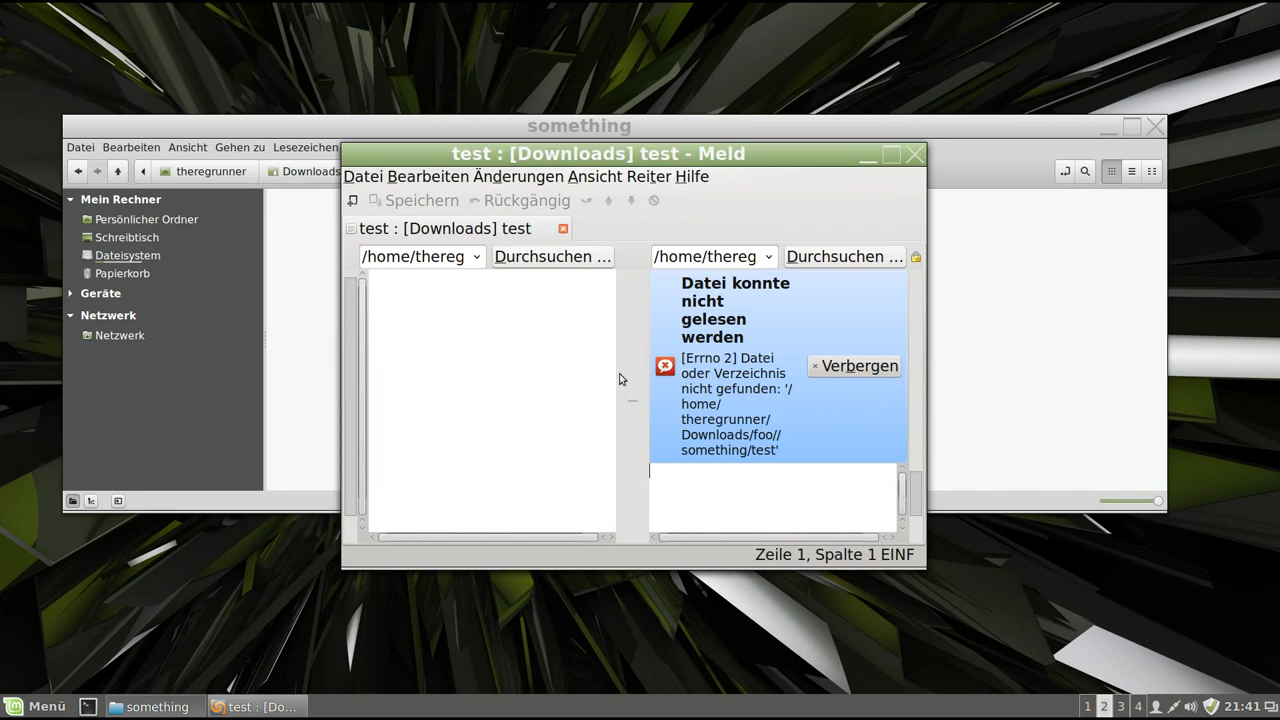 something
Datei Bearbeiten Ansicht Gehen zu Lesezeichen
theregrunner Downloads
Mein Rechner
Persönlicher Ordner
Schreibtisch
Dateisystem
Papierkorb
Geräte
Netzwerk
Netzwerk
test : [Downloads] test - Meld
Datei Bearbeiten Änderungen Ansicht Reiter Hilfe
Speichern Rückgängig
test : [Downloads] test
/home/thereg Durchsuchen ... /home/thereg Durchsuchen ...
Datei konnte
nicht
gelesen
werden
[Errno 2] Datei
oder Verzeichnis
nicht gefunden: '/
home/
theregrunner/
Downloads/foo//
something/test'
Verbergen
Zeile 1, Spalte 1 EINF
Menü something test : [Do... 1 2 3 4 21:41